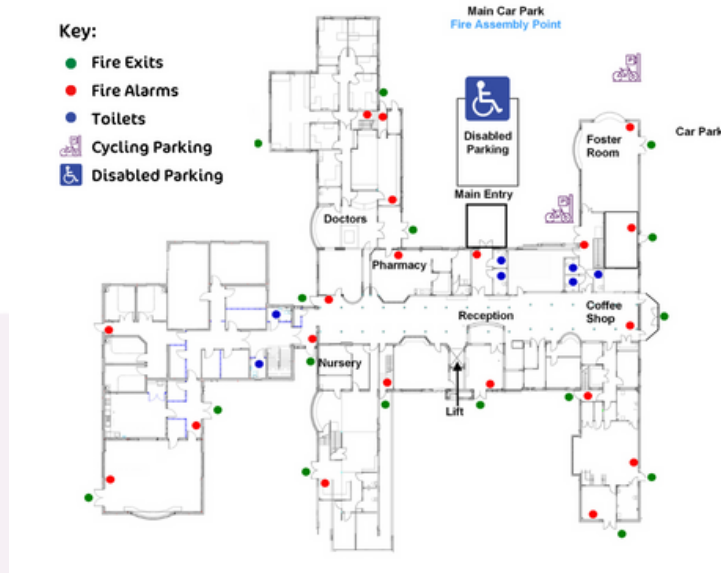 Key:
Fire Exits
Fire Alarms
Toilets
Cycling Parking
Disabled Parking
Main Car Park
Fire Assembly Point
Disabled
Parking
Main Entry
Foster
Room
Car Park
Doctors
Pharmacy
Reception
Coffee
Shop
Nursery
Lift